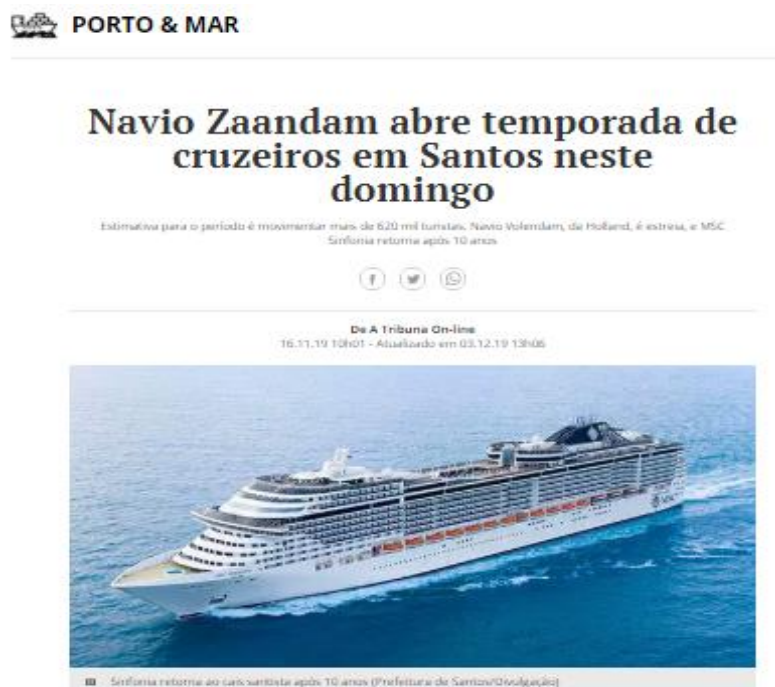 PORTO & MAR
Navio Zaandam abre temporada de
cruzeiros em Santos neste
domingo
Estimativa para o período é movimentar mais de 620 mil turistas. Navio Volendam, da Holland, é estreia, e MSC
Sinfonia retorna após 10 anos
De A Tribuna On-line
16.11.19 10h01 - Atualizado em 03.12.19 13h06
Sinfonia retorna ao cais santista após 10 anos (Prefeitura de Santos/Divulgação)